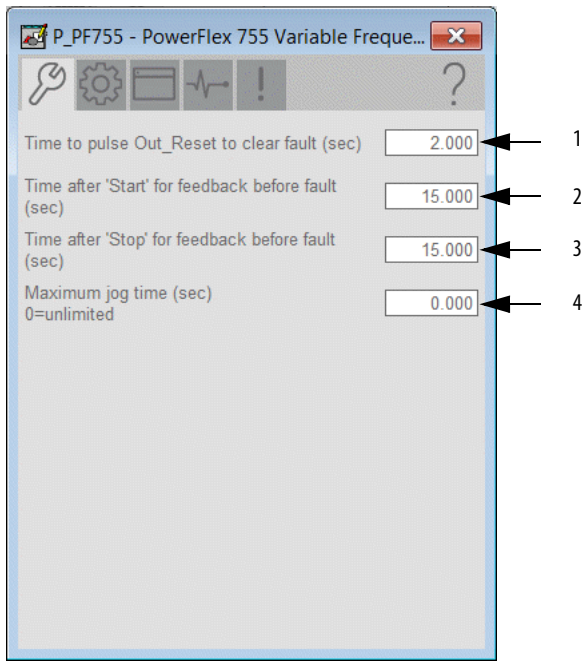 P_PF755 - PowerFlex 755 Variable Freque...
?
Time to pulse Out_Reset to clear fault (sec) 2.000 1
Time after 'Start' for feedback before fault
(sec) 15.000 2
Time after 'Stop' for feedback before fault
(sec) 15.000 3
Maximum jog time (sec)
0=unlimited 0.000 4